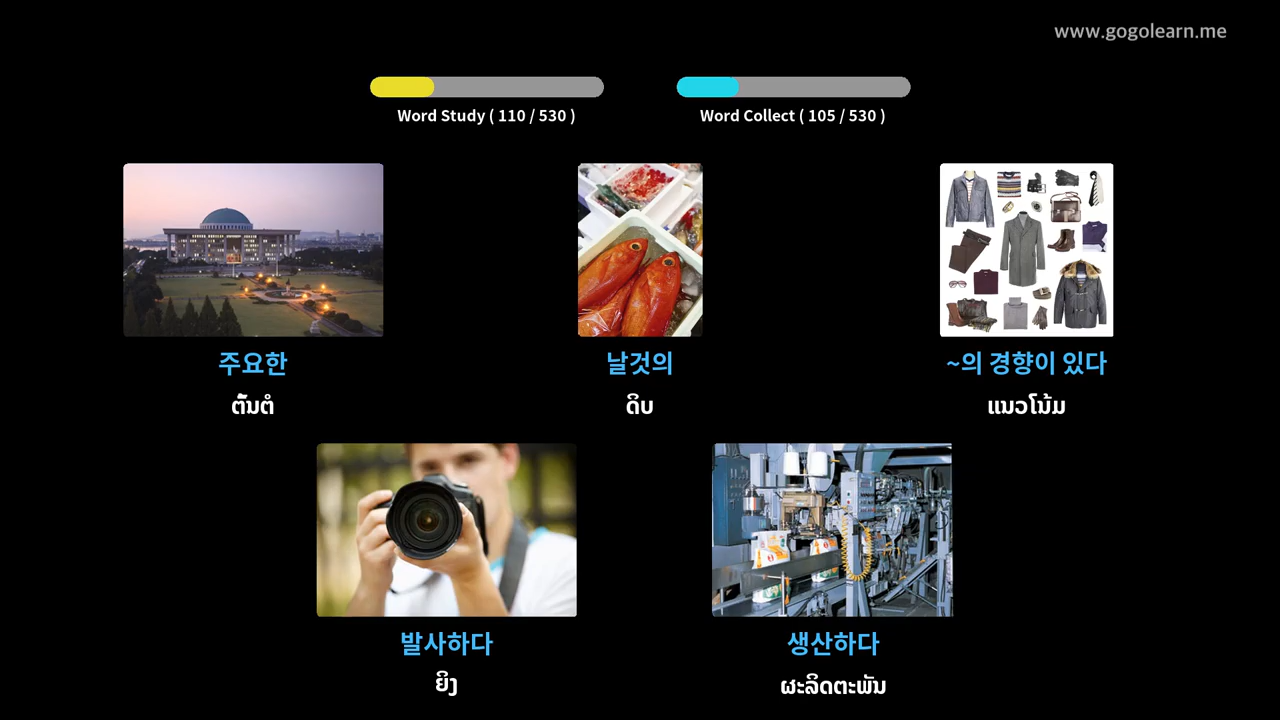 www.gogolearn.me
Word Study ( 110 / 530 )
Word Collect ( 105 / 530 )
주요한
ຕົ້ນຕໍ
날것의
ດິບ
~의 경향이 있다
ແນວໂນ້ມ
발사하다
ຍິງ
생산하다
ຜະລິດຕະພັນ